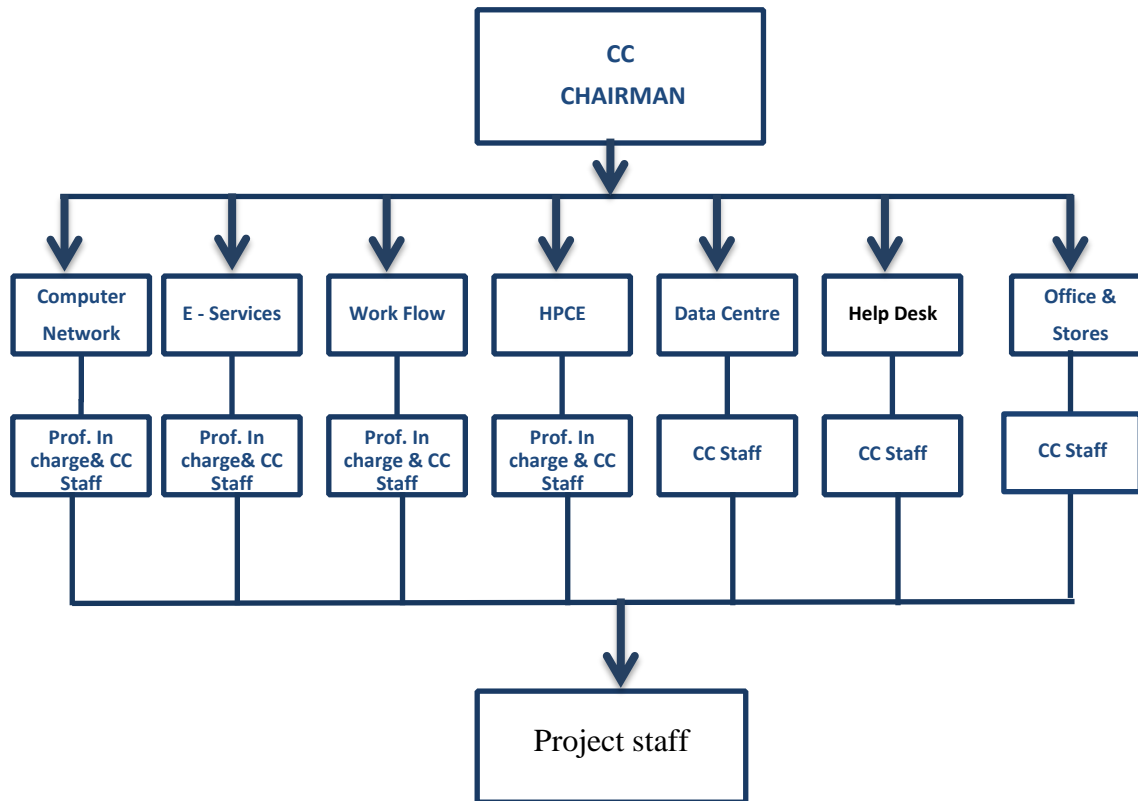 CC
CHAIRMAN
Computer
Network
E - Services
Work Flow
HPCE
Data Centre
Help Desk
Office &
Stores
Prof. In
charge& CC
Staff
Prof. In
charge& CC
Staff
Prof. In
charge & CC
Staff
Prof. In
charge & CC
Staff
CC Staff
CC Staff
CC Staff
Project staff